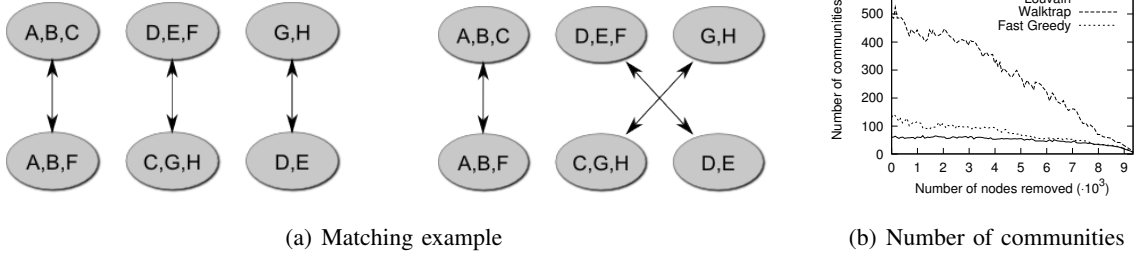 A,B,C
D,E,F
G,H
A,B,F
C,G,H
D,E
A,B,C
D,E,F
G,H
A,B,F
C,G,H
D,E
(a) Matching example
Number of communities
500
400
300
200
100
0
0 1 2 3 4 5 6 7 8 9
Number of nodes removed (·10³)
Louvain
Walktrap
Fast Greedy
(b) Number of communities